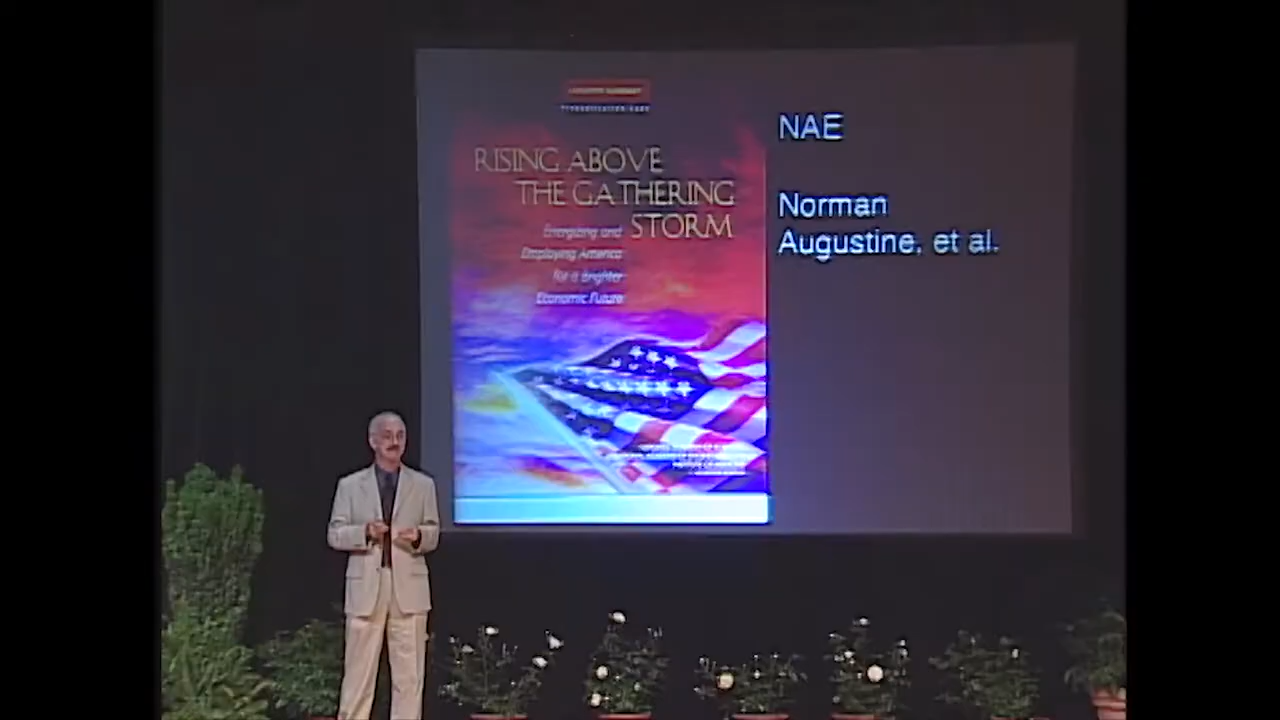 RISING ABOVE
THE GATHERING
STORM
Energizing and
Employing America
for a Brighter
Economic Future
NAE
Norman
Augustine, et al.